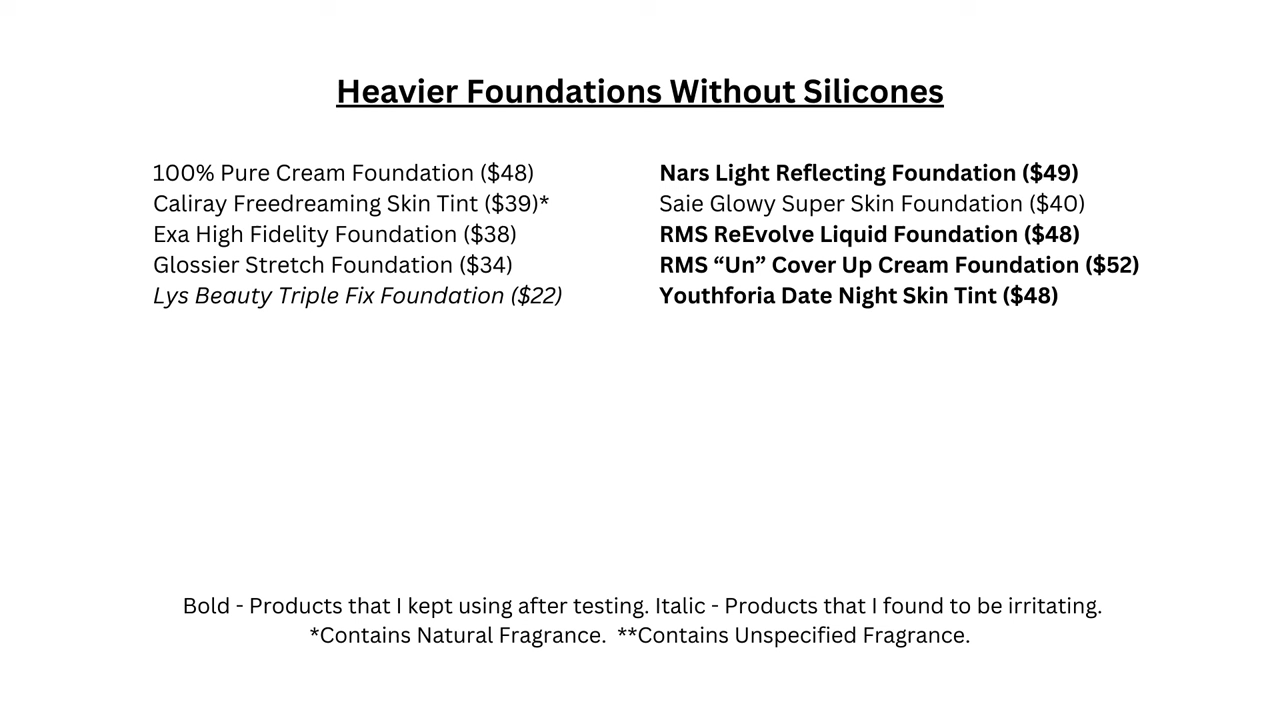 Heavier Foundations Without Silicones
100% Pure Cream Foundation ($48)
Caliray Freedreaming Skin Tint ($39)*
Exa High Fidelity Foundation ($38)
Glossier Stretch Foundation ($34)
Lys Beauty Triple Fix Foundation ($22)
Nars Light Reflecting Foundation ($49)
Saie Glowy Super Skin Foundation ($40)
RMS ReEvolve Liquid Foundation ($48)
RMS “Un” Cover Up Cream Foundation ($52)
Youthforia Date Night Skin Tint ($48)
Bold - Products that I kept using after testing. Italic - Products that I found to be irritating.
*Contains Natural Fragrance.  **Contains Unspecified Fragrance.